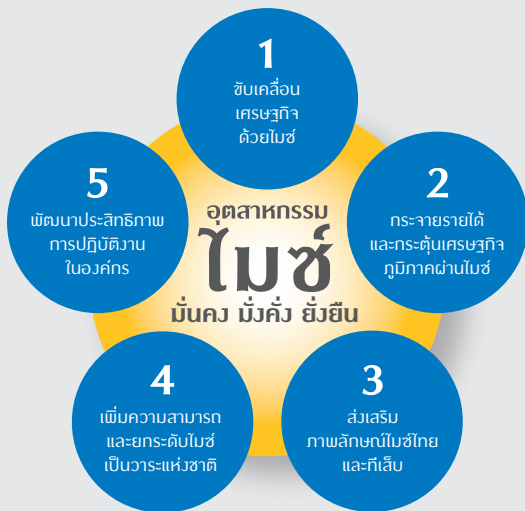 1
ขับเคลื่อน
เศรษฐกิจ
ด้วยไมซ์
2
กระจายรายได้
และกระตุ้นเศรษฐกิจ
ภูมิภาคผ่านไมซ์
3
ส่งเสริม
ภาพลักษณ์ไมซ์ไทย
และทีเส็บ
4
เพิ่มความสามารถ
และยกระดับไมซ์
เป็นวาระแห่งชาติ
5
พัฒนาประสิทธิภาพ
การปฏิบัติงาน
ในองค์กร
อุตสาหกรรม
ไมซ์
มั่นคง มั่งคั่ง ยั่งยืน